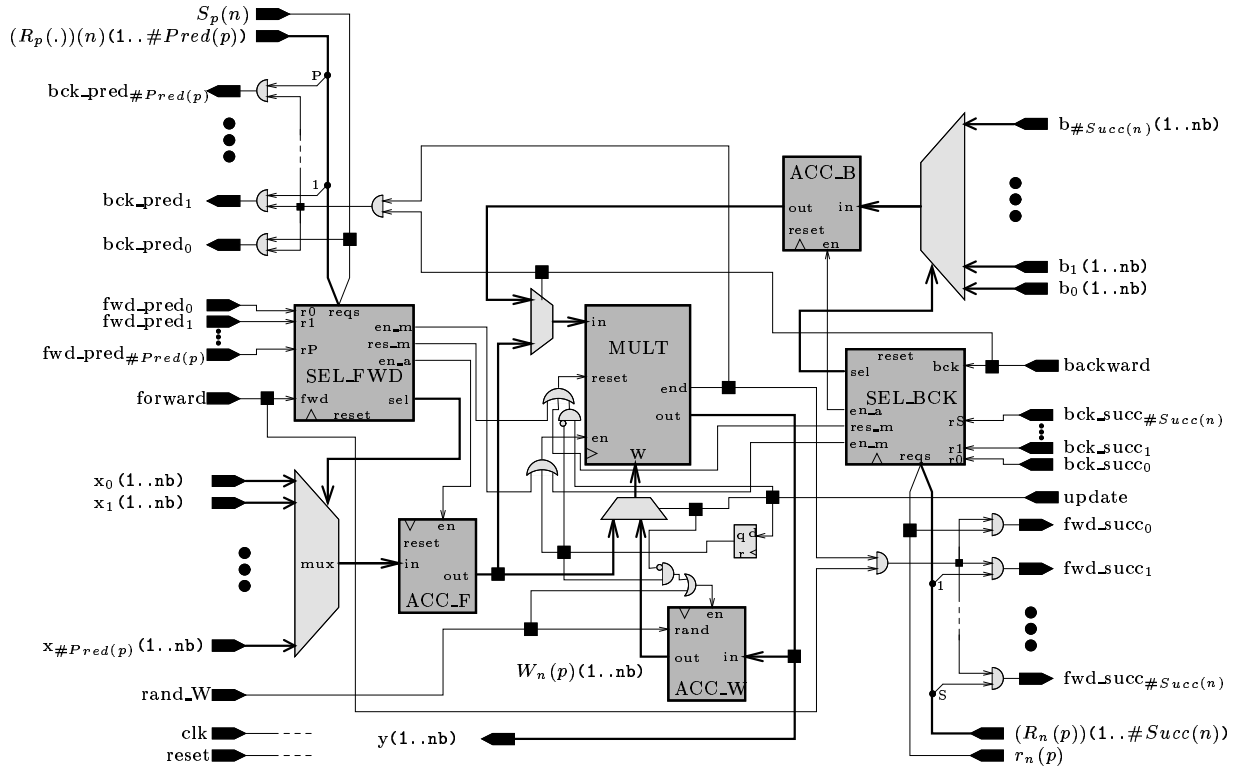 S_p(n)
(R_p(.))(n)(1..#Pred(p))
bck_pred_#Pred(p)
P
bck_pred_1
1
bck_pred_0
fwd_pred_0
fwd_pred_1
fwd_pred_#Pred(p)
forward
r0 reqs
r1
en_m
res_m
rP
en_a
SEL_FWD
fwd
sel
reset
x_0(1..nb)
x_1(1..nb)
mux
x_#Pred(p)(1..nb)
rand_W
clk
reset
en
reset
in
out
ACC_F
in
MULT
reset
end
out
en
W
q d
r
en
rand
out
in
ACC_W
W_n(p)(1..nb)
y(1..nb)
ACC_B
out
in
reset
en
b_#Succ(n)(1..nb)
b_1(1..nb)
b_0(1..nb)
reset
sel
bck
SEL_BCK
en_a
rS
res_m
en_m
r1
reqs
r0
backward
bck_succ_#Succ(n)
bck_succ_1
bck_succ_0
update
fwd_succ_0
fwd_succ_1
1
fwd_succ_#Succ(n)
S
(R_n(p))(1..#Succ(n))
r_n(p)